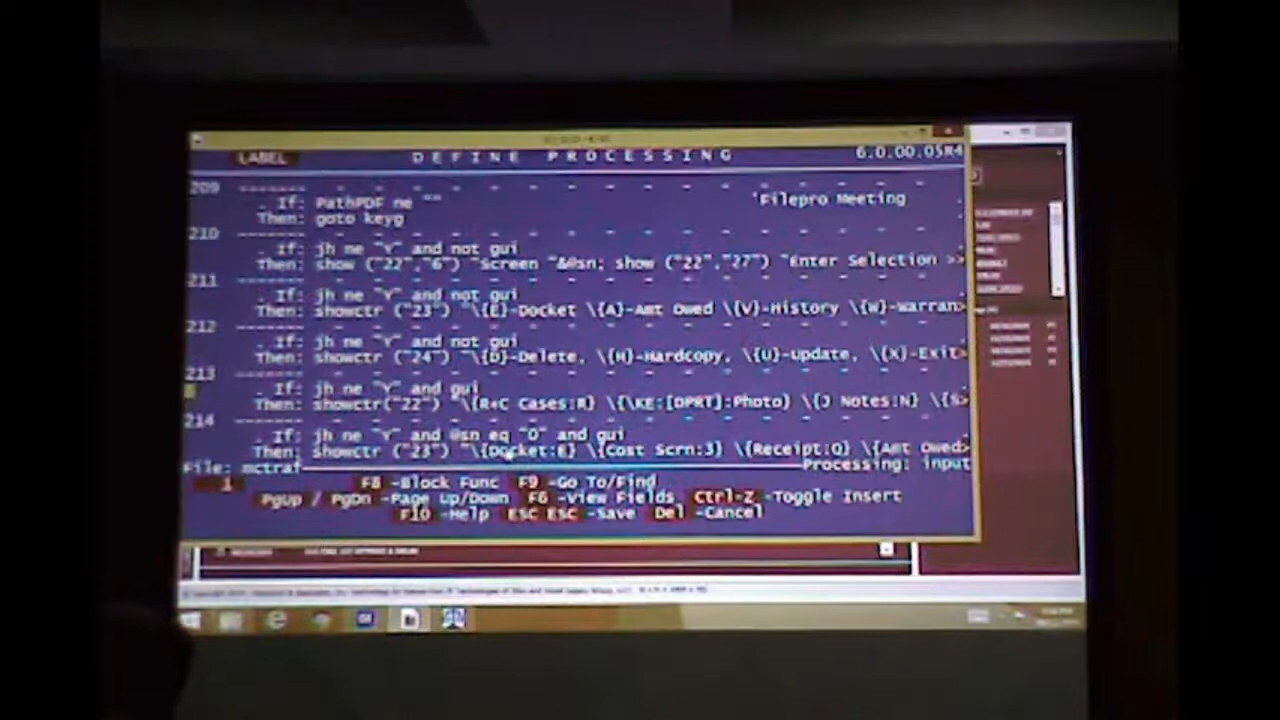 LABEL D E F I N E P R O C E S S I N G 6.0.00.05R4
209 ------- - - - - - - - - - - - - - - - -
. If: PathPDF ne "" 'Filepro Meeting .
Then: goto keyg
210 ------- - - - - - - - - - - - - - - - -
. If: jh ne "Y" and not gui
Then: show ("22","6") "Screen "&@sn; show ("22","27") "Enter Selection >>
211 ------- - - - - - - - - - - - - - - - -
. If: jh ne "Y" and not gui
Then: showctr ("23") "\{E}-Docket \{A}-Amt Owed \{V}-History \{W}-Warran>
212 ------- - - - - - - - - - - - - - - - -
. If: jh ne "Y" and not gui
Then: showctr ("24") "\{D}-Delete, \{H}-Hardcopy, \{U}-Update, \{X}-Exit>
213 ------- - - - - - - - - - - - - - - - -
. If: jh ne "Y" and gui
Then: showctr("22") "\{R+C Cases:R} \{\KE:[DPRT]:Photo} \{J Notes:N} \{S>
214 ------- - - - - - - - - - - - - - - - -
. If: jh ne "Y" and @sn eq "0" and gui
Then: showctr ("23") "\{Docket:E} \{Cost Scrn:3} \{Receipt:Q} \{Amt Owed>
File: mctraf Processing: input
1 F8 -Block Func F9 -Go To/Find
PgUp / PgDn -Page Up/Down F6 -View Fields Ctrl-Z -Toggle Insert
F10 -Help ESC ESC -Save Del -Cancel